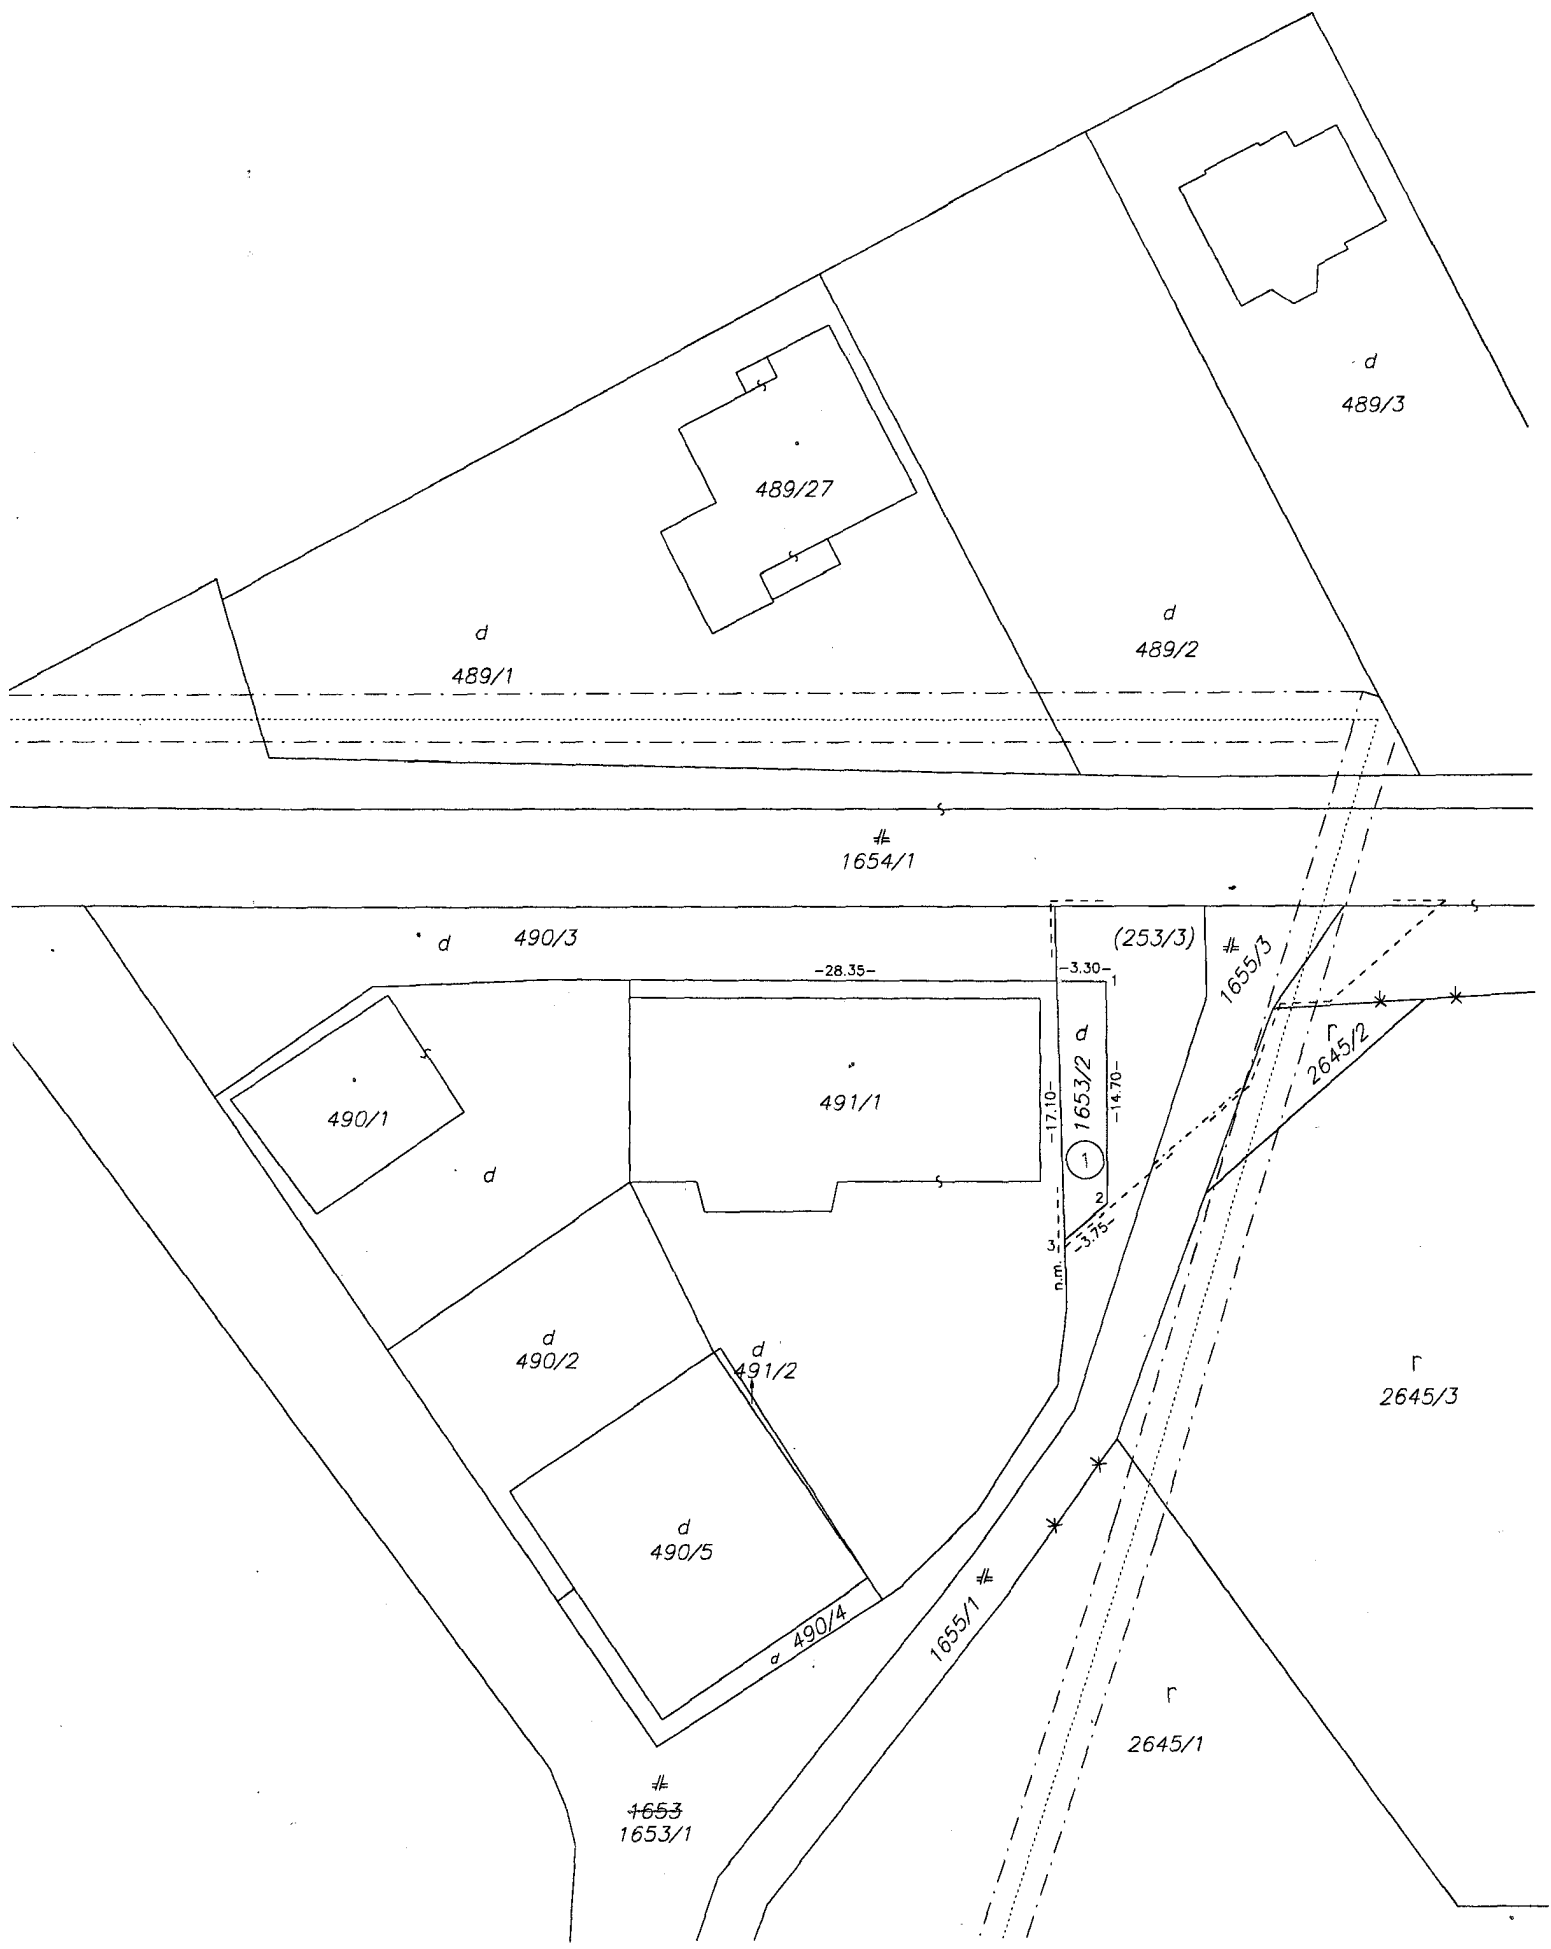 d
489/3
489/27
d
489/2
d
489/1
1654/1
d 490/3
(253/3)
1655/3
-28.35-
-3.30-
1
r
2645/2
d
1653/2
1
-17.10-
-14.70-
490/1
491/1
d
2
-3.75-
3
n.m.
d
490/2
d
491/2
r
2645/3
d
490/5
d 490/4
1655/1
r
2645/1
1653
1653/1